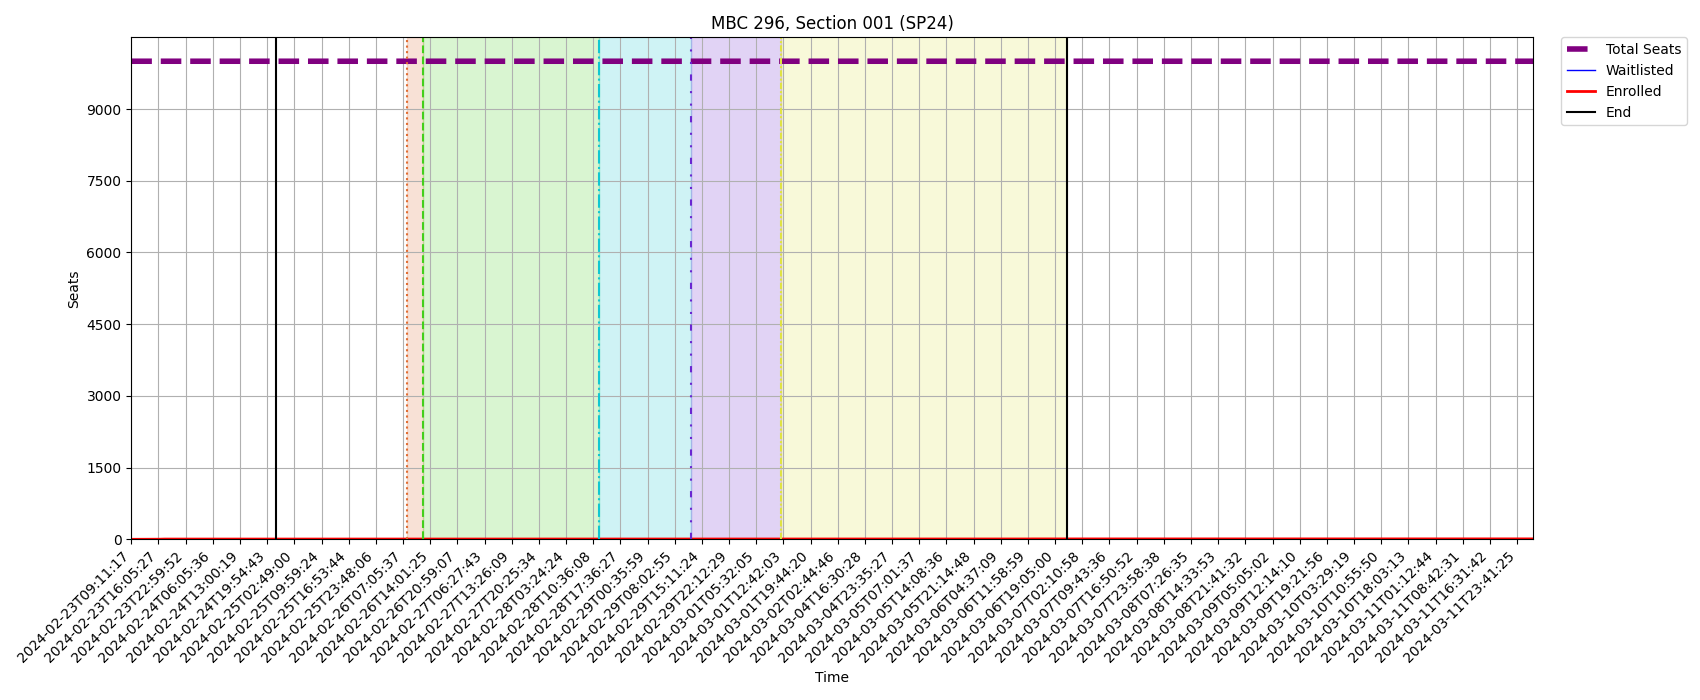 MBC 296, Section 001 (SP24)
Total Seats
Waitlisted
Enrolled
End
9000
7500
6000
4500
3000
1500
0
Seats
2024-02-23T09:11:17
2024-02-23T16:05:27
2024-02-23T22:59:52
2024-02-24T06:05:36
2024-02-24T13:00:19
2024-02-24T19:54:43
2024-02-25T02:49:00
2024-02-25T09:59:24
2024-02-25T16:53:44
2024-02-25T23:48:06
2024-02-26T07:05:37
2024-02-26T14:01:25
2024-02-26T20:59:07
2024-02-27T06:27:43
2024-02-27T13:26:09
2024-02-27T20:25:34
2024-02-28T03:24:24
2024-02-28T10:36:08
2024-02-28T17:36:27
2024-02-29T00:35:59
2024-02-29T08:02:55
2024-02-29T15:11:24
2024-02-29T22:12:29
2024-03-01T05:32:05
2024-03-01T12:42:03
2024-03-01T19:44:20
2024-03-02T02:44:46
2024-03-04T16:30:28
2024-03-04T23:35:27
2024-03-05T07:01:37
2024-03-05T14:08:36
2024-03-05T21:14:48
2024-03-06T04:37:09
2024-03-06T11:58:59
2024-03-06T19:05:00
2024-03-07T02:10:58
2024-03-07T09:43:36
2024-03-07T16:50:52
2024-03-07T23:58:38
2024-03-08T07:26:35
2024-03-08T14:33:53
2024-03-08T21:41:32
2024-03-09T05:05:02
2024-03-09T12:14:10
2024-03-09T19:21:56
2024-03-10T03:29:19
2024-03-10T10:55:50
2024-03-10T18:03:13
2024-03-11T01:12:44
2024-03-11T08:42:31
2024-03-11T16:31:42
2024-03-11T23:41:25
Time